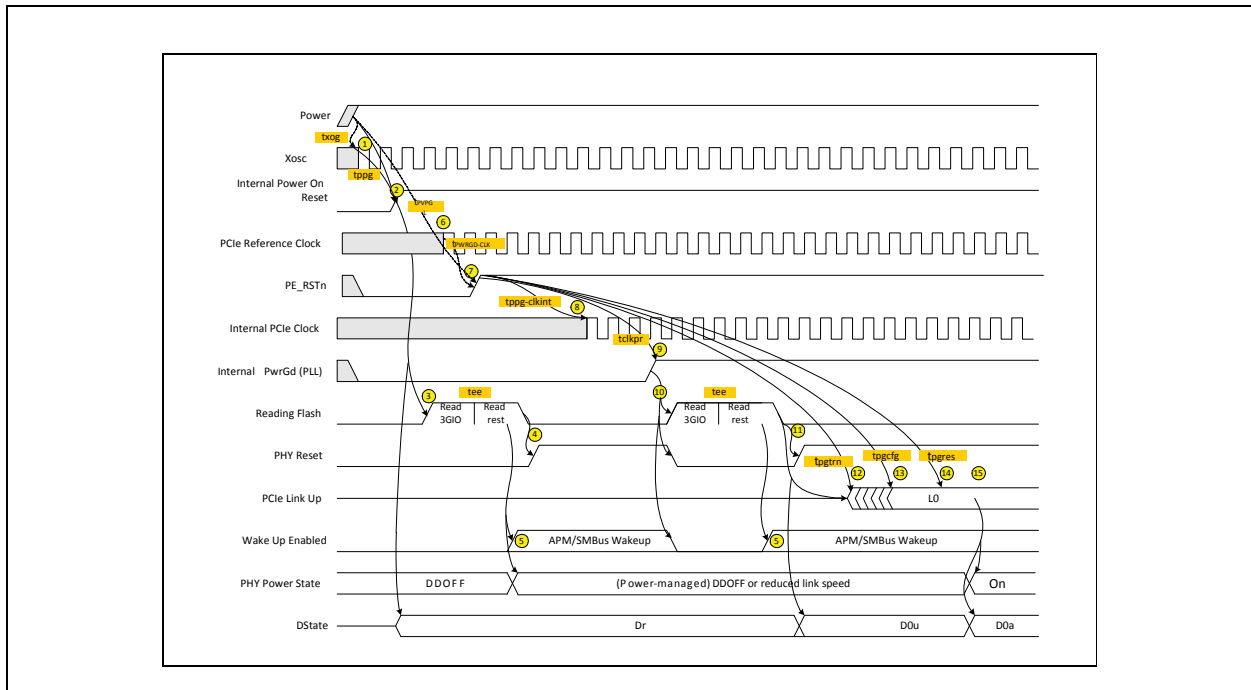 Power
txog
1
Xosc
tppg
Internal Power On
Reset
2
tPVPG
6
PCIe Reference Clock
tPWRGD-CLK
7
PE_RSTn
tppg-clkint
8
Internal PCIe Clock
tclkpr
9
Internal PwrGd (PLL)
3
tee
10
tee
Reading Flash
Read
3GIO
Read
rest
Read
3GIO
Read
rest
4
11
PHY Reset
tpgtrn
tpgcfg
tpgres
12
13
14
15
PCIe Link Up
L0
Wake Up Enabled
5
APM/SMBus Wakeup
5
APM/SMBus Wakeup
PHY Power State
DDOFF
(Power-managed) DDOFF or reduced link speed
On
DState
Dr
D0u
D0a